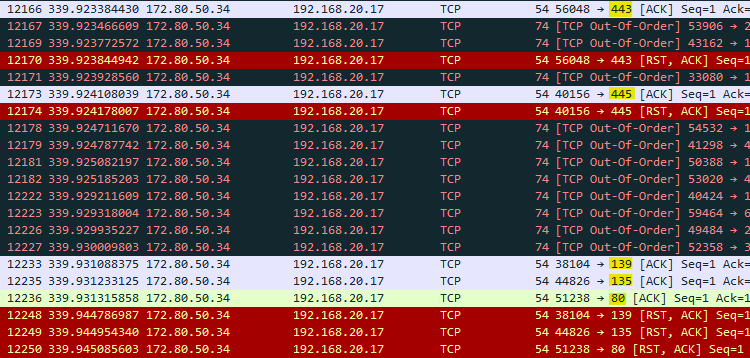 12166 339.923384430 172.80.50.34 192.168.20.17 TCP 54 56048 → 443 [ACK] Seq=1 Ack=
12167 339.923466609 172.80.50.34 192.168.20.17 TCP 74 [TCP Out-Of-Order] 53906 → 2
12169 339.923772572 172.80.50.34 192.168.20.17 TCP 74 [TCP Out-Of-Order] 43162 → 1
12170 339.923844942 172.80.50.34 192.168.20.17 TCP 54 56048 → 443 [RST, ACK] Seq=1
12171 339.923928560 172.80.50.34 192.168.20.17 TCP 74 [TCP Out-Of-Order] 33080 → 1
12173 339.924108039 172.80.50.34 192.168.20.17 TCP 54 40156 → 445 [ACK] Seq=1 Ack=
12174 339.924178007 172.80.50.34 192.168.20.17 TCP 54 40156 → 445 [RST, ACK] Seq=1
12178 339.924711670 172.80.50.34 192.168.20.17 TCP 74 [TCP Out-Of-Order] 54532 → 1
12179 339.924787742 172.80.50.34 192.168.20.17 TCP 74 [TCP Out-Of-Order] 41298 → 4
12181 339.925082197 172.80.50.34 192.168.20.17 TCP 74 [TCP Out-Of-Order] 50388 → 1
12182 339.925185203 172.80.50.34 192.168.20.17 TCP 74 [TCP Out-Of-Order] 53020 → 4
12222 339.929211609 172.80.50.34 192.168.20.17 TCP 74 [TCP Out-Of-Order] 40424 → 1
12223 339.929318004 172.80.50.34 192.168.20.17 TCP 74 [TCP Out-Of-Order] 59464 → 6
12226 339.929935227 172.80.50.34 192.168.20.17 TCP 74 [TCP Out-Of-Order] 49484 → 2
12227 339.930009803 172.80.50.34 192.168.20.17 TCP 74 [TCP Out-Of-Order] 52358 → 3
12233 339.931088375 172.80.50.34 192.168.20.17 TCP 54 38104 → 139 [ACK] Seq=1 Ack=
12235 339.931233125 172.80.50.34 192.168.20.17 TCP 54 44826 → 135 [ACK] Seq=1 Ack=
12236 339.931315858 172.80.50.34 192.168.20.17 TCP 54 51238 → 80 [ACK] Seq=1 Ack=1
12248 339.944786987 172.80.50.34 192.168.20.17 TCP 54 38104 → 139 [RST, ACK] Seq=1
12249 339.944954340 172.80.50.34 192.168.20.17 TCP 54 44826 → 135 [RST, ACK] Seq=1
12250 339.945085603 172.80.50.34 192.168.20.17 TCP 54 51238 → 80 [RST, ACK] Seq=1